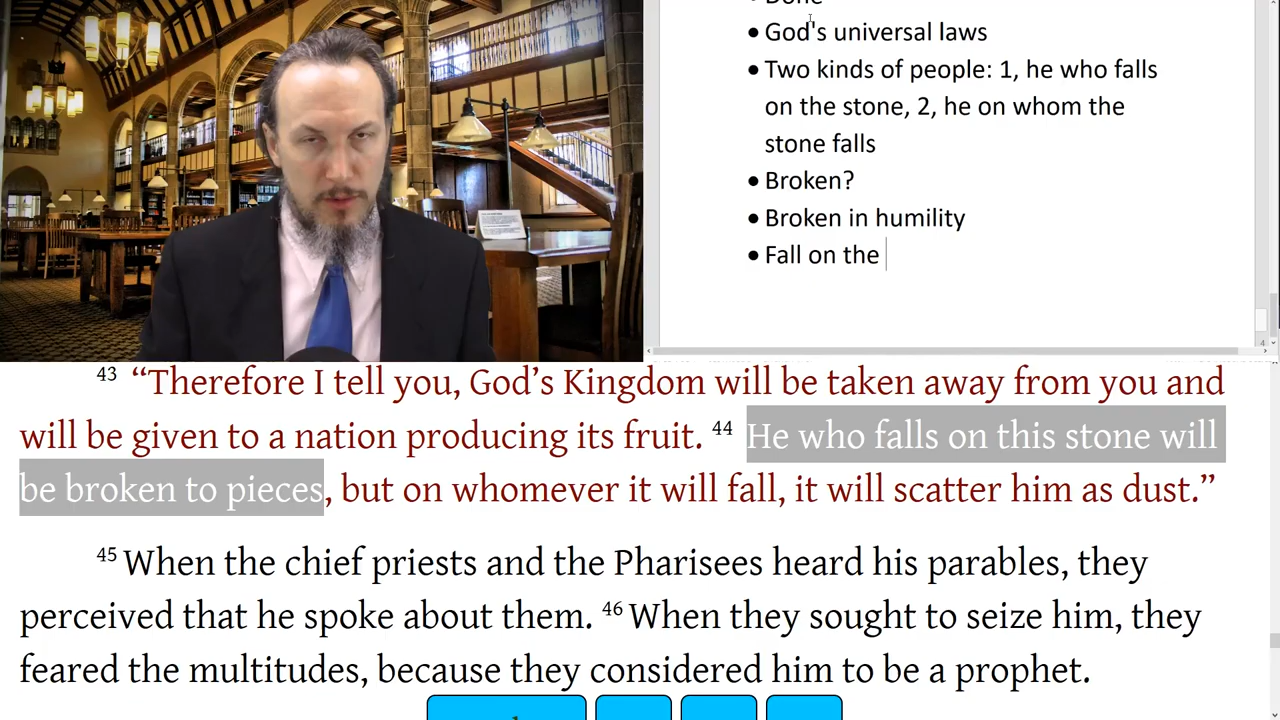 Done
• God's universal laws
• Two kinds of people: 1, he who falls
on the stone, 2, he on whom the
stone falls
• Broken?
• Broken in humility
• Fall on the
43 “Therefore I tell you, God’s Kingdom will be taken away from you and
will be given to a nation producing its fruit. 44 He who falls on this stone will
be broken to pieces, but on whomever it will fall, it will scatter him as dust.”
45 When the chief priests and the Pharisees heard his parables, they
perceived that he spoke about them. 46 When they sought to seize him, they
feared the multitudes, because they considered him to be a prophet.